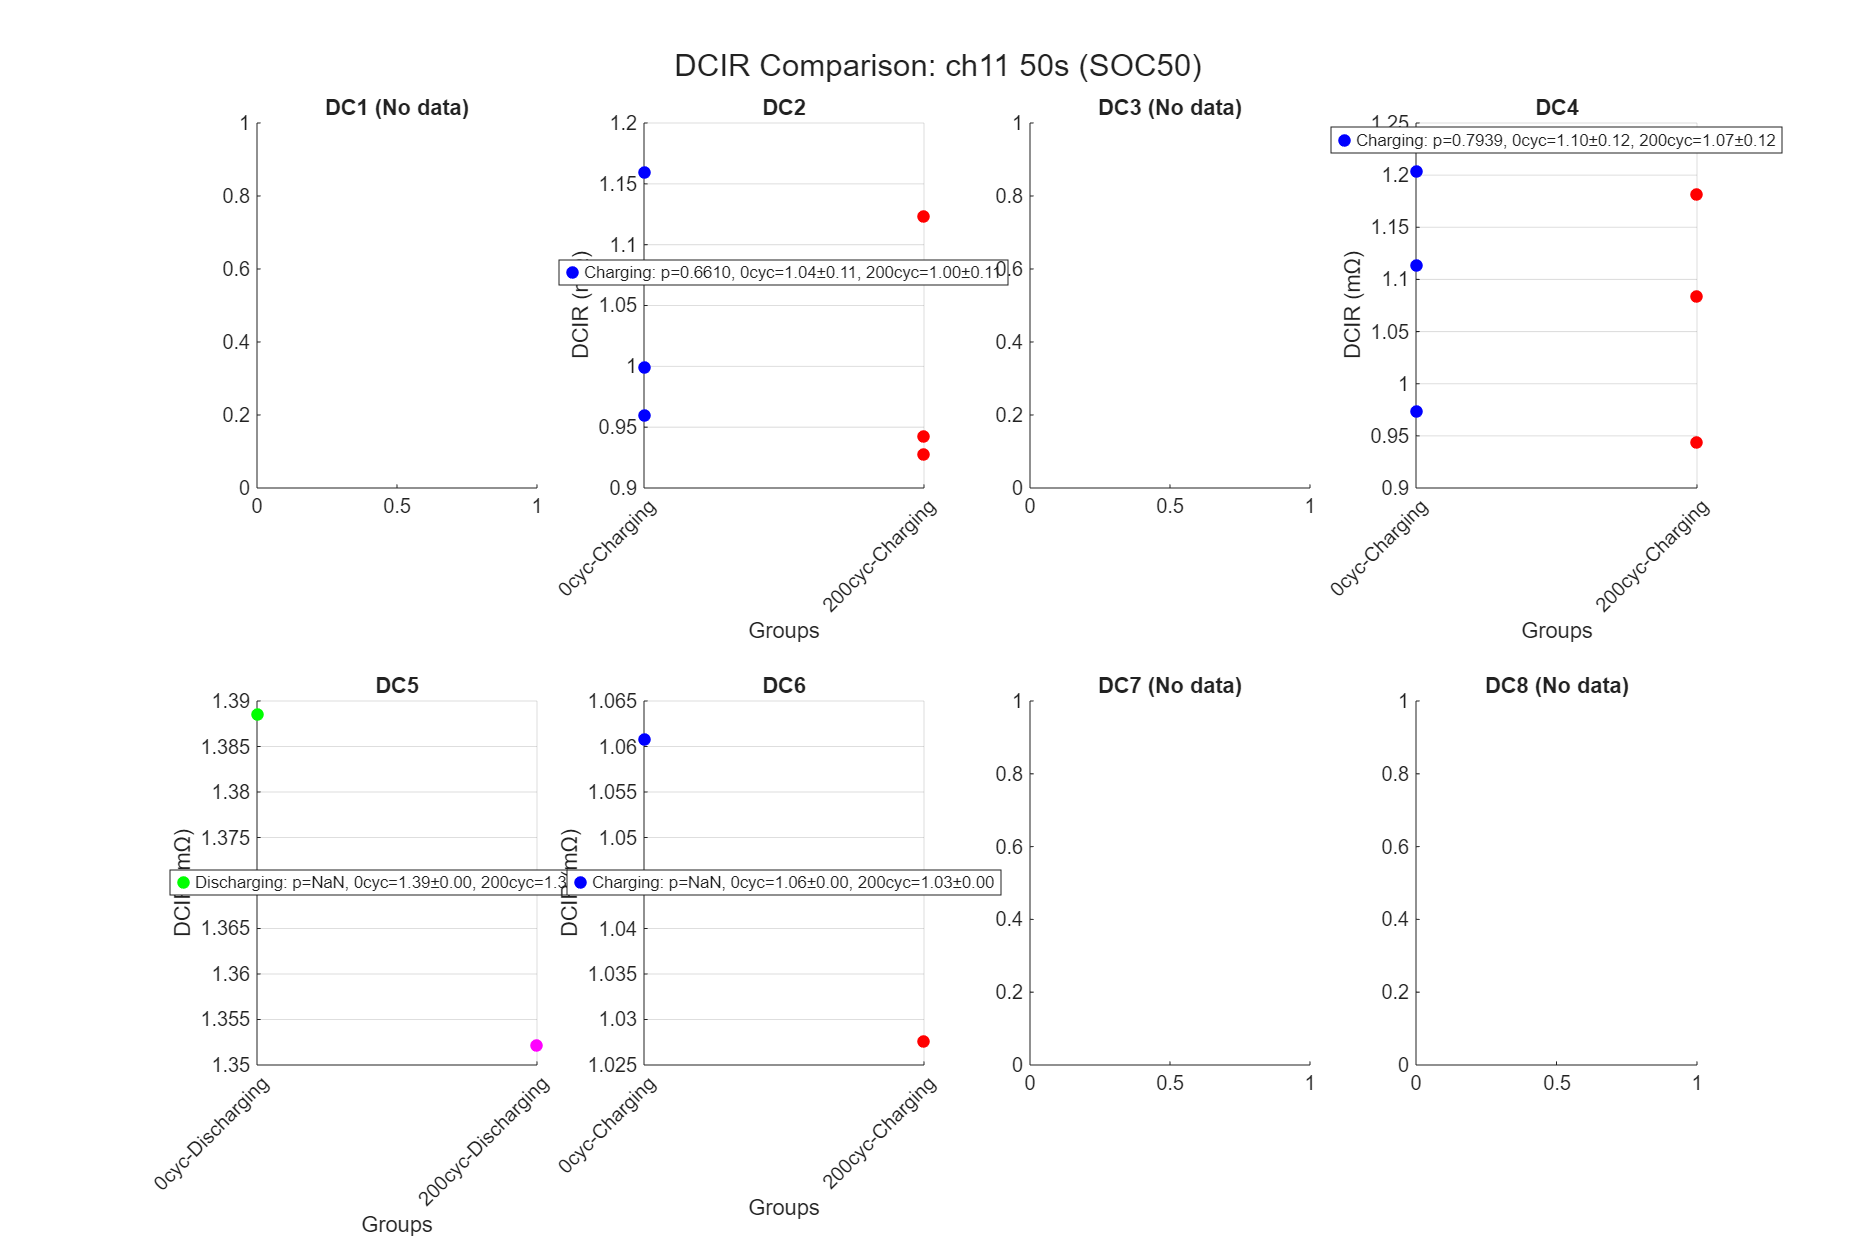 DCIR Comparison: ch11 50s (SOC50)
DC1 (No data)
1
0.8
0.6
0.4
0.2
0
0
0.5
1
DC2
1.2
1.15
1.1
1.05
1
0.95
0.9
DCIR
Charging: p=0.6610, 0cyc=1.04±0.11, 200cyc=1.00±0.11
0cyc-Charging
200cyc-Charging
Groups
DC3 (No data)
1
0.8
0.6
0.4
0.2
0
0
0.5
1
DC4
1.25
Charging: p=0.7939, 0cyc=1.10±0.12, 200cyc=1.07±0.12
1.2
1.15
1.1
1.05
1
0.95
0.9
DCIR (mΩ)
0cyc-Charging
200cyc-Charging
Groups
DC5
1.39
1.385
1.38
1.375
1.365
1.36
1.355
1.35
DCIR mΩ)
Discharging: p=NaN, 0cyc=1.39±0.00,
0cyc-Discharging
200cyc-Discharging
Groups
DC6
1.065
1.06
1.055
1.05
1.04
1.035
1.03
1.025
DCIR mΩ)
Charging: p=NaN, 0cyc=1.06±0.00, 200cyc=1.03±0.00
0cyc-Charging
200cyc-Charging
Groups
DC7 (No data)
1
0.8
0.6
0.4
0.2
0
0
0.5
1
DC8 (No data)
1
0.8
0.6
0.4
0.2
0
0
0.5
1